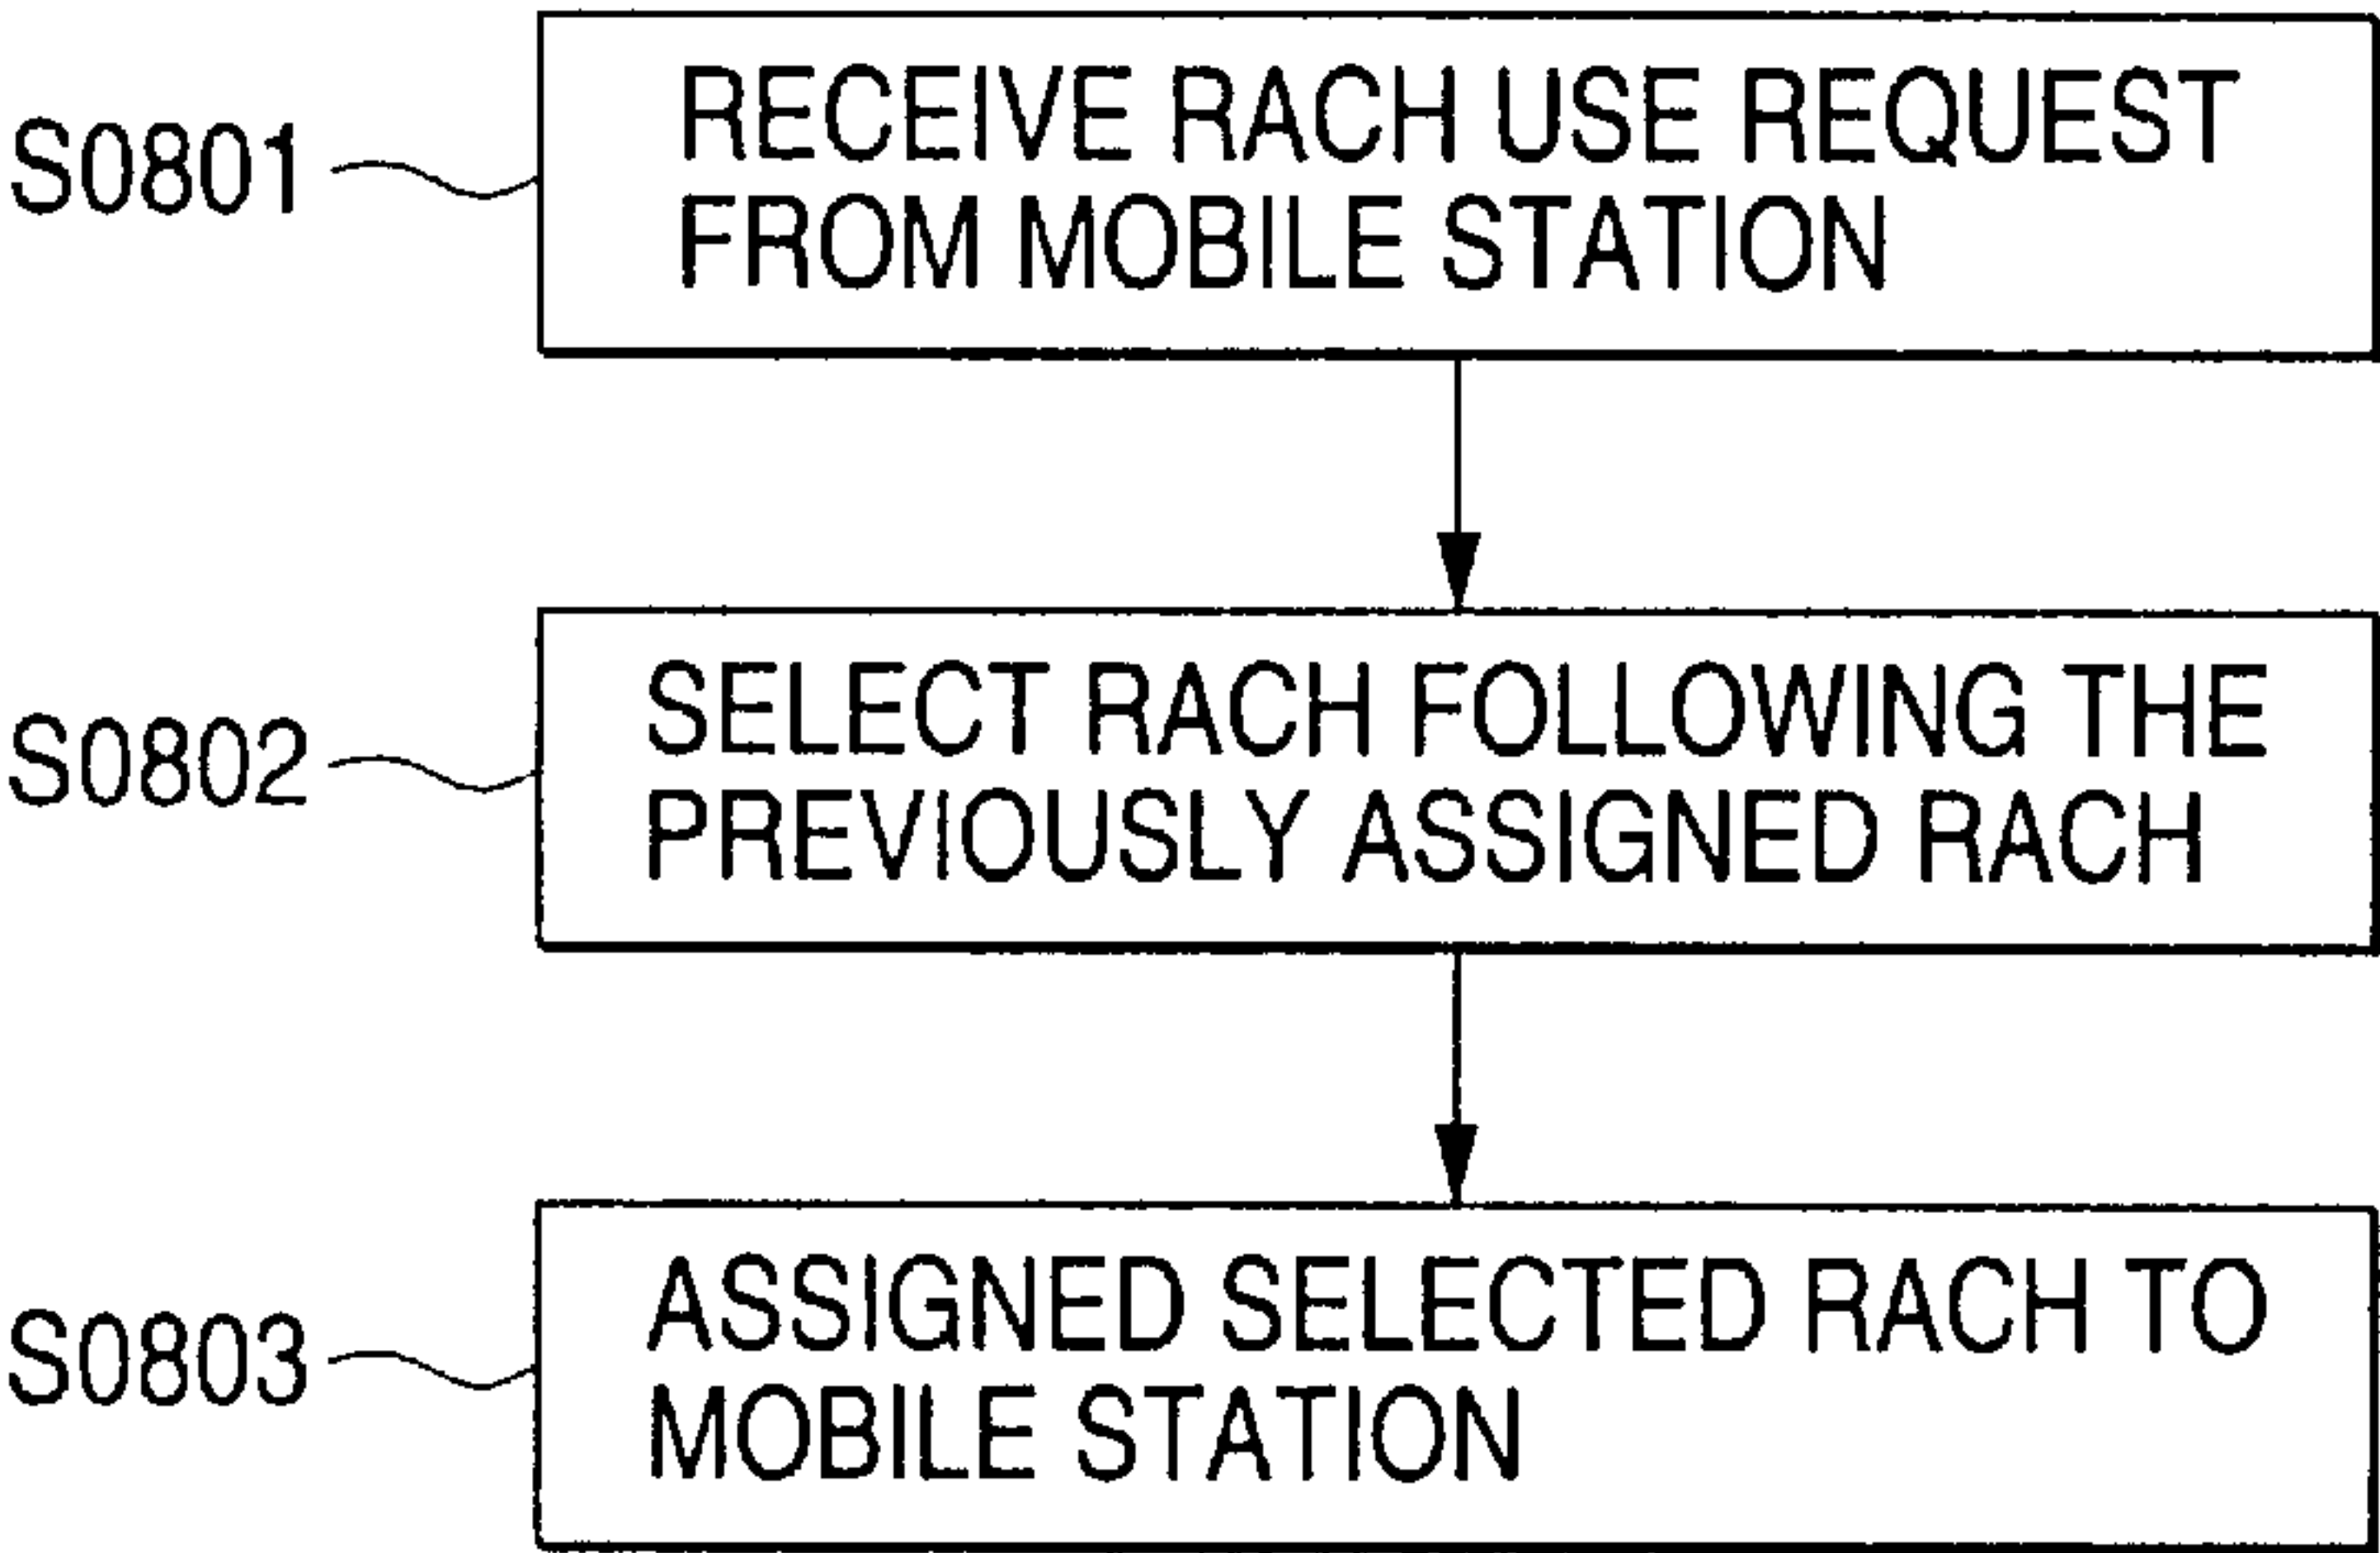 S0801
RECEIVE RACH USE REQUEST
FROM MOBILE STATION
S0802
SELECT RACH FOLLOWING THE
PREVIOUSLY ASSIGNED RACH
S0803
ASSIGNED SELECTED RACH TO
MOBILE STATION